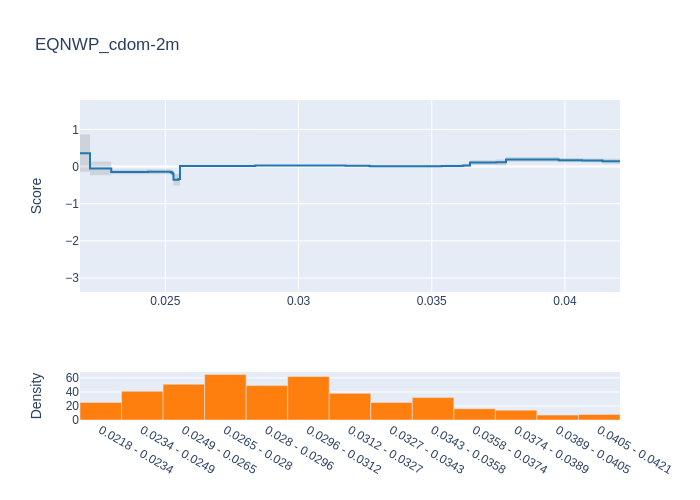 EQNWP_cdom-2m
Score
1
0
−1
−2
−3
0.025
0.03
0.035
0.04
Density
60
40
20
0
0.0218 - 0.0234
0.0234 - 0.0249
0.0249 - 0.0265
0.0265 - 0.028
0.028 - 0.0296
0.0296 - 0.0312
0.0312 - 0.0327
0.0327 - 0.0343
0.0343 - 0.0358
0.0358 - 0.0374
0.0374 - 0.0389
0.0389 - 0.0405
0.0405 - 0.0421